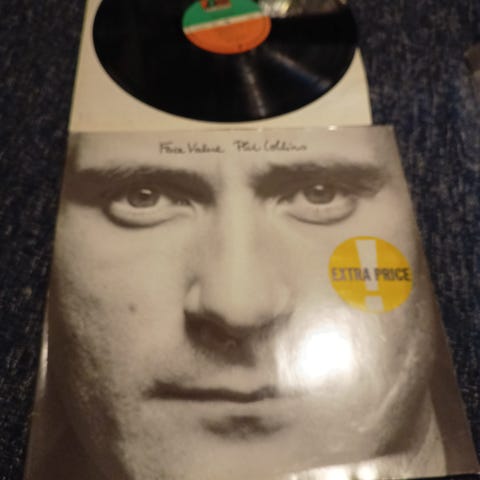 Face Value Phil Collins
EXTRA PRICE
!